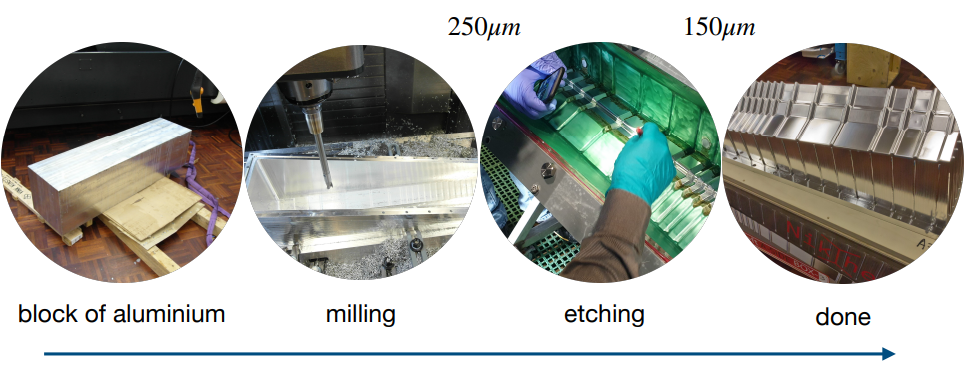 250μm
150μm
block of aluminium
milling
etching
done